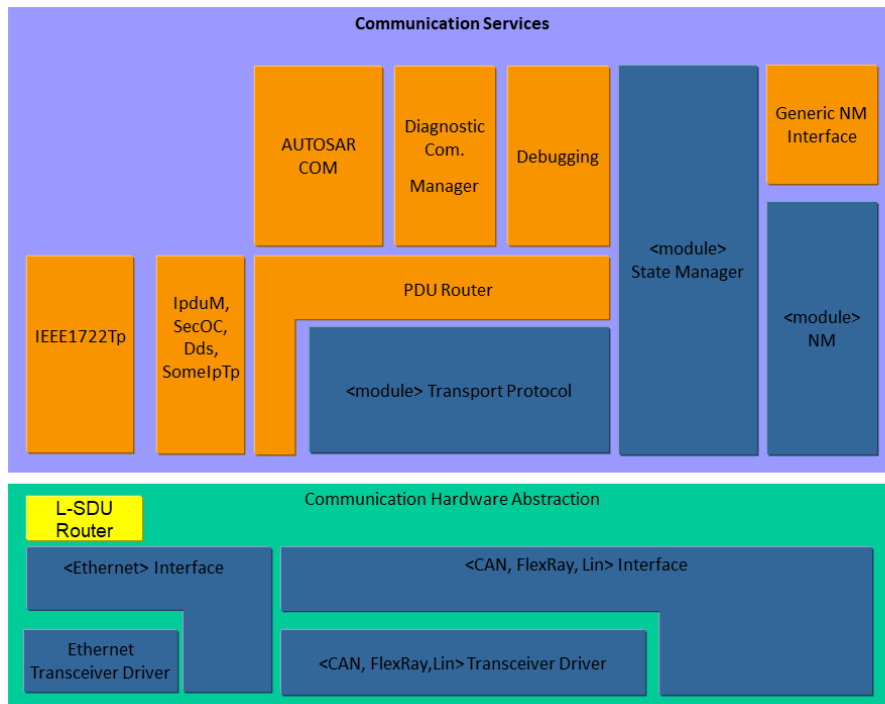 Communication Services
AUTOSAR
COM
Diagnostic
Com.
Manager
Debugging
<module>
State Manager
Generic NM
Interface
IEEE1722Tp
IpduM,
SecOC,
Dds,
SomeIpTp
PDU Router
<module> Transport Protocol
<module>
NM
Communication Hardware Abstraction
L-SDU
Router
<Ethernet> Interface
<CAN, FlexRay, Lin> Interface
Ethernet
Transceiver Driver
<CAN, FlexRay,Lin> Transceiver Driver